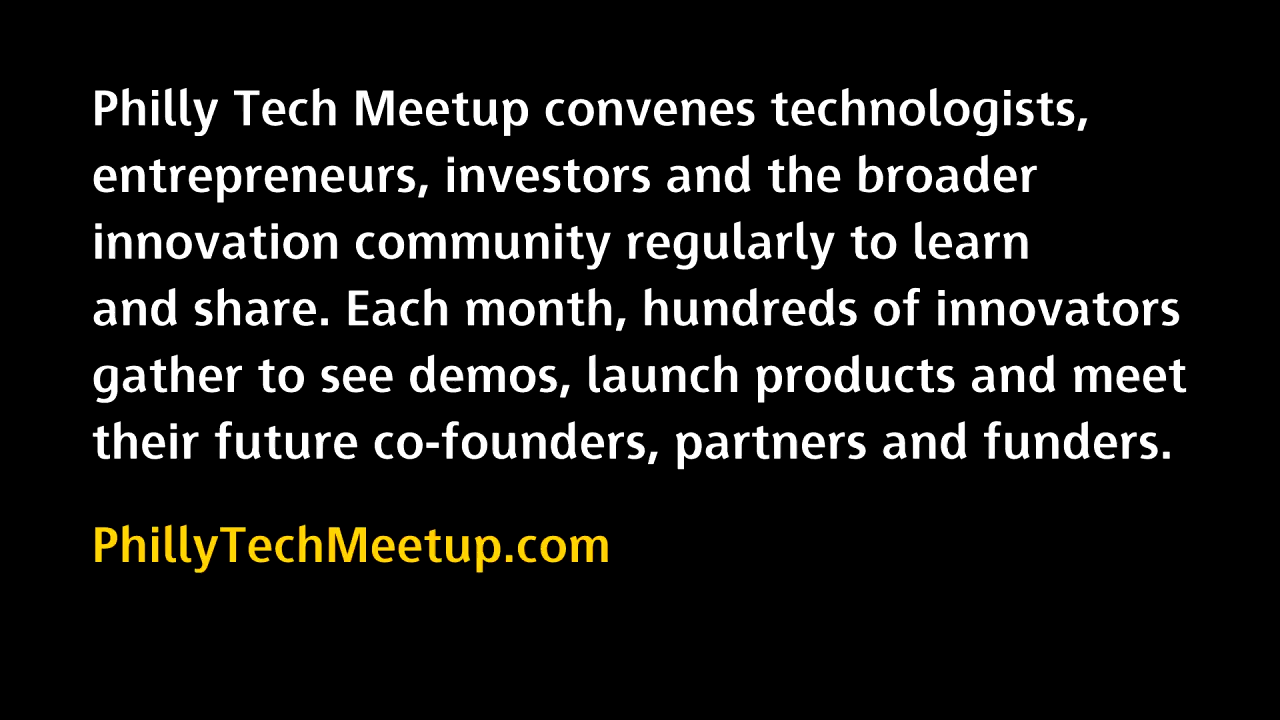 Philly Tech Meetup convenes technologists,
entrepreneurs, investors and the broader
innovation community regularly to learn
and share. Each month, hundreds of innovators
gather to see demos, launch products and meet
their future co-founders, partners and funders.
PhillyTechMeetup.com